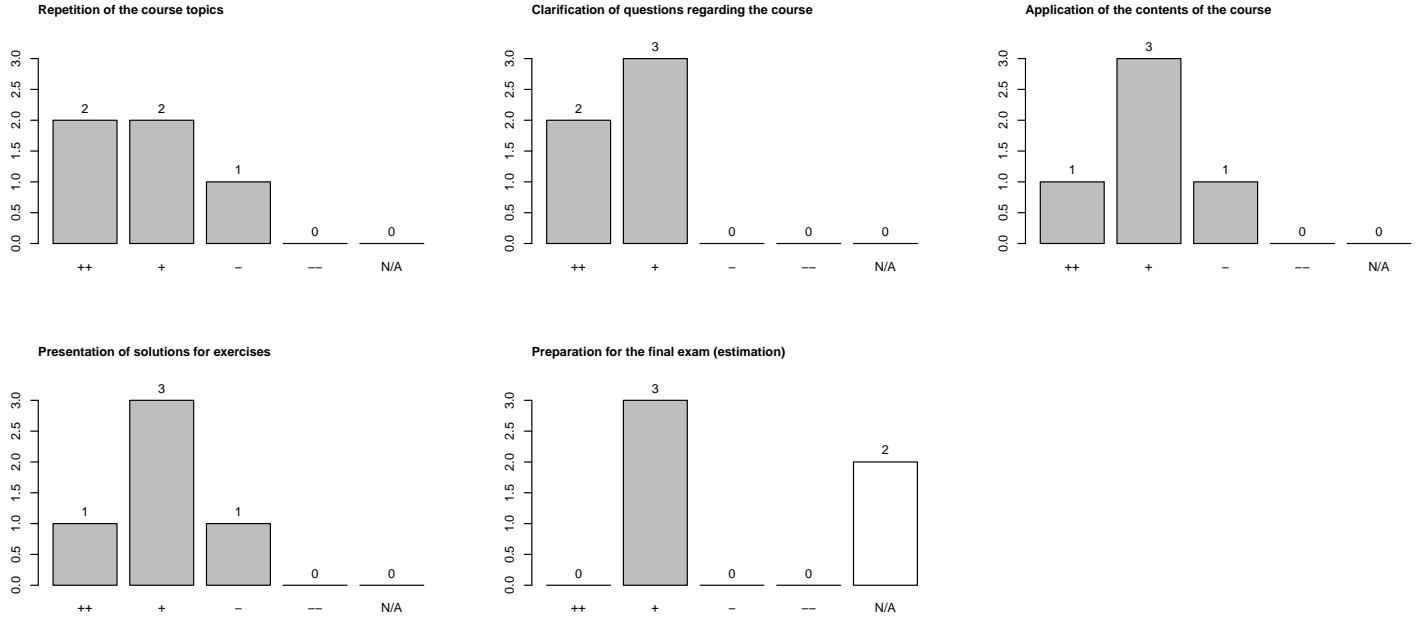 Repetition of the course topics
0.0 0.5 1.0 1.5 2.0 2.5 3.0
2 2 1 0 0
++ + − −− N/A
Clarification of questions regarding the course
0.0 0.5 1.0 1.5 2.0 2.5 3.0
2 3 0 0 0
++ + − −− N/A
Application of the contents of the course
0.0 0.5 1.0 1.5 2.0 2.5 3.0
1 3 1 0 0
++ + − −− N/A
Presentation of solutions for exercises
0.0 0.5 1.0 1.5 2.0 2.5 3.0
1 3 1 0 0
++ + − −− N/A
Preparation for the final exam (estimation)
0.0 0.5 1.0 1.5 2.0 2.5 3.0
0 3 0 0 2
++ + − −− N/A